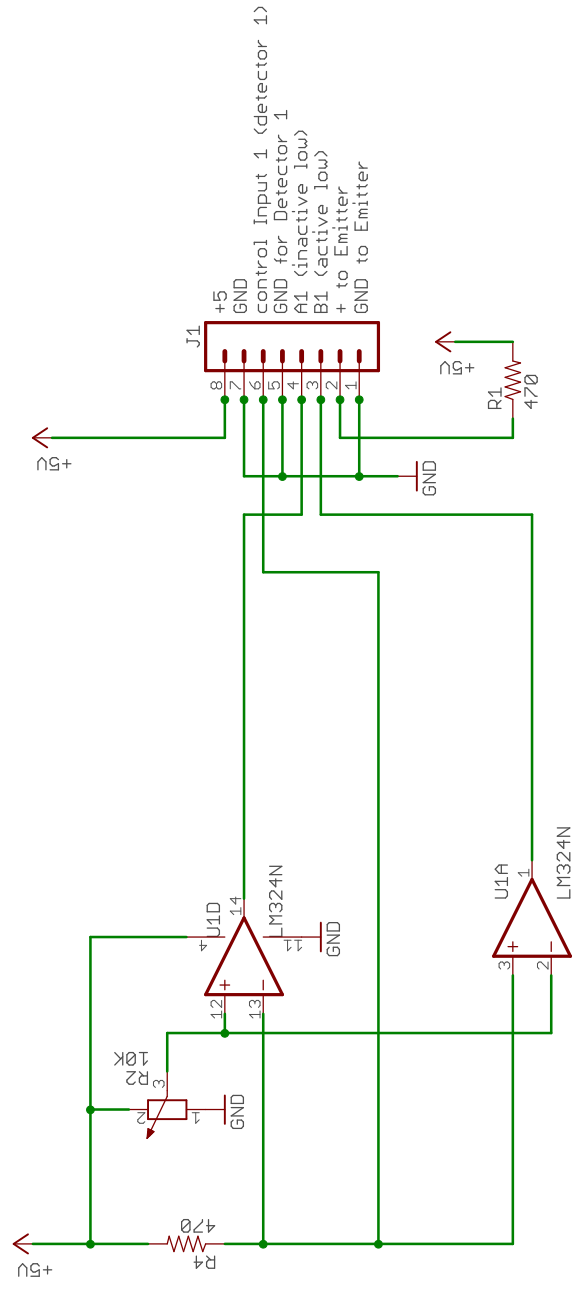 J1
+5
GND
control Input 1 (detector 1)
GND for Detector 1
A1 (inactive low)
B1 (active low)
+ to Emitter
GND to Emitter
8
7
6
5
4
3
2
1
+5V
+5V
R1
470
GND
U1D
LM324N
14
4
11
GND
12
+
13
-
U1A
LM324N
1
3
+
2
-
R2
10K
3
2
1
GND
470
R4
+5V